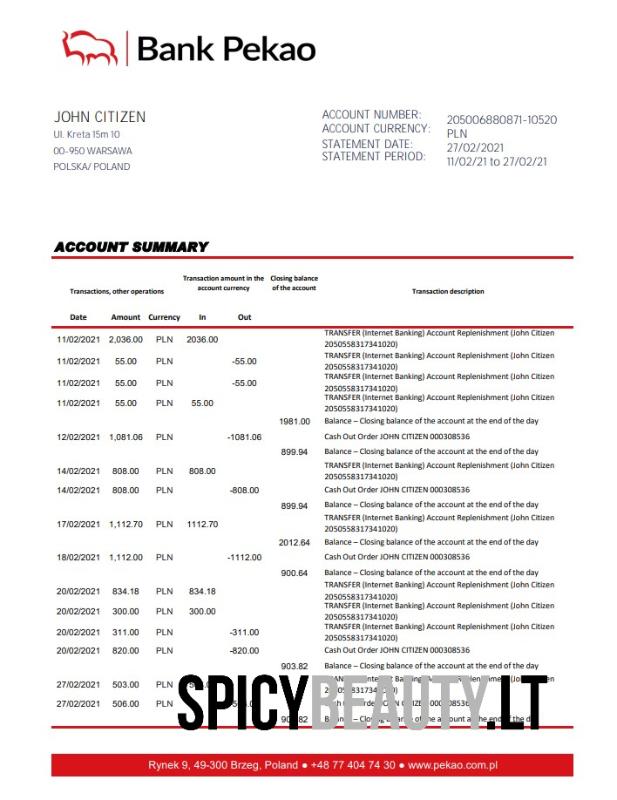 Bank Pekao
JOHN CITIZEN
Ul. Kreta 15m 10
00-950 WARSAWA
POLSKA/ POLAND
ACCOUNT NUMBER: 205006880871-10520
ACCOUNT CURRENCY: PLN
STATEMENT DATE: 27/02/2021
STATEMENT PERIOD: 11/02/21 to 27/02/21
ACCOUNT SUMMARY
Transactions, other operations
Transaction amount in the
account currency
Closing balance
of the account
Transaction description
Date Amount Currency In Out
11/02/2021 2,036.00 PLN 2036.00 TRANSFER (Internet Banking) Account Replenishment (John Citizen
2050558317341020)
11/02/2021 55.00 PLN -55.00 TRANSFER (Internet Banking) Account Replenishment (John Citizen
2050558317341020)
11/02/2021 55.00 PLN -55.00 TRANSFER (Internet Banking) Account Replenishment (John Citizen
2050558317341020)
11/02/2021 55.00 PLN 55.00 TRANSFER (Internet Banking) Account Replenishment (John Citizen
2050558317341020)
1981.00 Balance – Closing balance of the account at the end of the day
12/02/2021 1,081.06 PLN -1081.06 Cash Out Order JOHN CITIZEN 000308536
899.94 Balance – Closing balance of the account at the end of the day
14/02/2021 808.00 PLN 808.00 TRANSFER (Internet Banking) Account Replenishment (John Citizen
2050558317341020)
14/02/2021 808.00 PLN -808.00 Cash Out Order JOHN CITIZEN 000308536
899.94 Balance – Closing balance of the account at the end of the day
17/02/2021 1,112.70 PLN 1112.70 TRANSFER (Internet Banking) Account Replenishment (John Citizen
2050558317341020)
2012.64 Balance – Closing balance of the account at the end of the day
18/02/2021 1,112.00 PLN -1112.00 Cash Out Order JOHN CITIZEN 000308536
900.64 Balance – Closing balance of the account at the end of the day
20/02/2021 834.18 PLN 834.18 TRANSFER (Internet Banking) Account Replenishment (John Citizen
2050558317341020)
20/02/2021 300.00 PLN 300.00 TRANSFER (Internet Banking) Account Replenishment (John Citizen
2050558317341020)
20/02/2021 311.00 PLN -311.00 TRANSFER (Internet Banking) Account Replenishment (John Citizen
2050558317341020)
20/02/2021 820.00 PLN -820.00 Cash Out Order JOHN CITIZEN 000308536
903.82 Balance – Closing balance of the account at the end of the day
27/02/2021 503.00 PLN
27/02/2021 506.00 PLN
SPICYBEAUTY.LT
of the account at the end of the day
Rynek 9, 49-300 Brzeg, Poland ● +48 77 404 74 30 ● www.pekao.com.pl